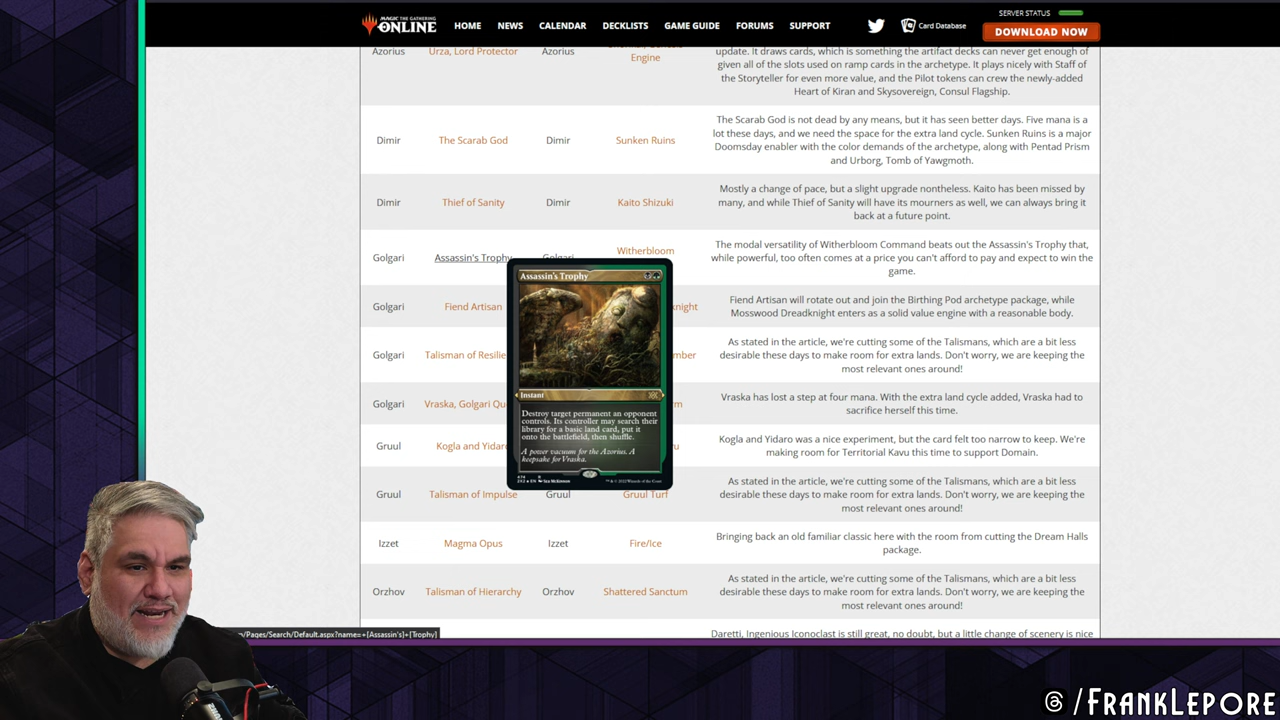 MAGIC THE GATHERING
ONLINE
HOME
NEWS
CALENDAR
DECKLISTS
GAME GUIDE
FORUMS
SUPPORT
Card Database
SERVER STATUS
DOWNLOAD NOW
Azorius
Urza, Lord Protector
Azorius
Engine
update. It draws cards, which is something the artifact decks can never get enough of
given all of the slots used on ramp cards in the archetype. It plays nicely with Staff of
the Storyteller for even more value, and the Pilot tokens can crew the newly-added
Heart of Kiran and Skysovereign, Consul Flagship.
Dimir
The Scarab God
Dimir
Sunken Ruins
The Scarab God is not dead by any means, but it has seen better days. Five mana is a
lot these days, and we need the space for the extra land cycle. Sunken Ruins is a major
Doomsday enabler with the color demands of the archetype, along with Pentad Prism
and Urborg, Tomb of Yawgmoth.
Dimir
Thief of Sanity
Dimir
Kaito Shizuki
Mostly a change of pace, but a slight upgrade nontheless. Kaito has been missed by
many, and while Thief of Sanity will have its mourners as well, we can always bring it
back at a future point.
Golgari
Assassin's Trophy
Golgari
Witherbloom
The modal versatility of Witherbloom Command beats out the Assassin's Trophy that,
while powerful, too often comes at a price you can't afford to pay and expect to win the
game.
Golgari
Fiend Artisan
night
Fiend Artisan will rotate out and join the Birthing Pod archetype package, while
Mosswood Dreadknight enters as a solid value engine with a reasonable body.
Golgari
Talisman of Resilie
mber
As stated in the article, we're cutting some of the Talismans, which are a bit less
desirable these days to make room for extra lands. Don't worry, we are keeping the
most relevant ones around!
Golgari
Vraska, Golgari Qu
rm
Vraska has lost a step at four mana. With the extra land cycle added, Vraska had to
sacrifice herself this time.
Gruul
Kogla and Yidaro
u
Kogla and Yidaro was a nice experiment, but the card felt too narrow to keep. We're
making room for Territorial Kavu this time to support Domain.
Gruul
Talisman of Impulse
Gruul
Gruul Turf
As stated in the article, we're cutting some of the Talismans, which are a bit less
desirable these days to make room for extra lands. Don't worry, we are keeping the
most relevant ones around!
Izzet
Magma Opus
Izzet
Fire/Ice
Bringing back an old familiar classic here with the room from cutting the Dream Halls
package.
Orzhov
Talisman of Hierarchy
Orzhov
Shattered Sanctum
As stated in the article, we're cutting some of the Talismans, which are a bit less
desirable these days to make room for extra lands. Don't worry, we are keeping the
most relevant ones around!
Daretti, Ingenious Iconoclast is still great, no doubt, but a little change of scenery is nice
Assassin's Trophy
Instant
Destroy target permanent an opponent
controls. Its controller may search their
library for a basic land card, put it
onto the battlefield, then shuffle.
A power vacuum for the Azorius. A
keepsake for Vraska.
/Pages/Search/Default.aspx?name=+[Assassin's]+[Trophy]
/FRANKLEPORE